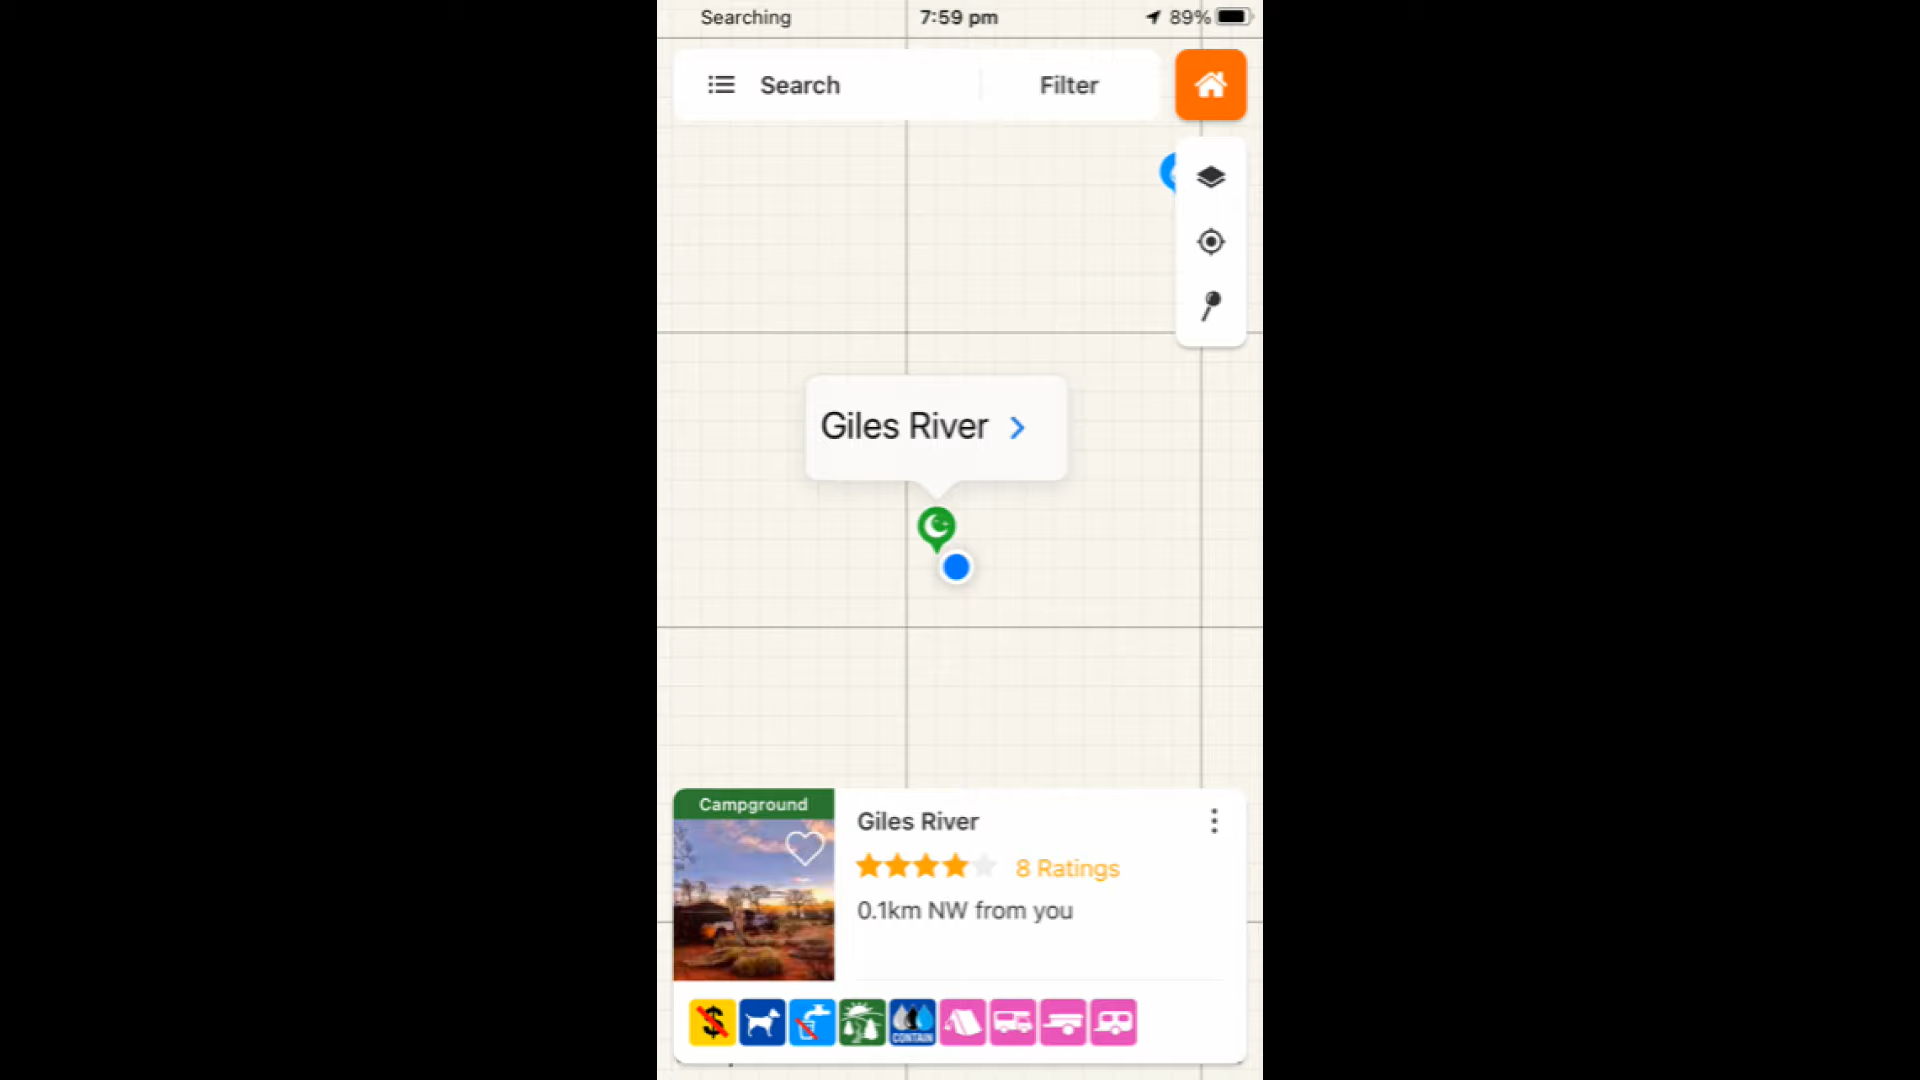 Searching 7:59 pm 89%
Search Filter
Giles River
Campground
Giles River
8 Ratings
0.1km NW from you
$
CONTAIN